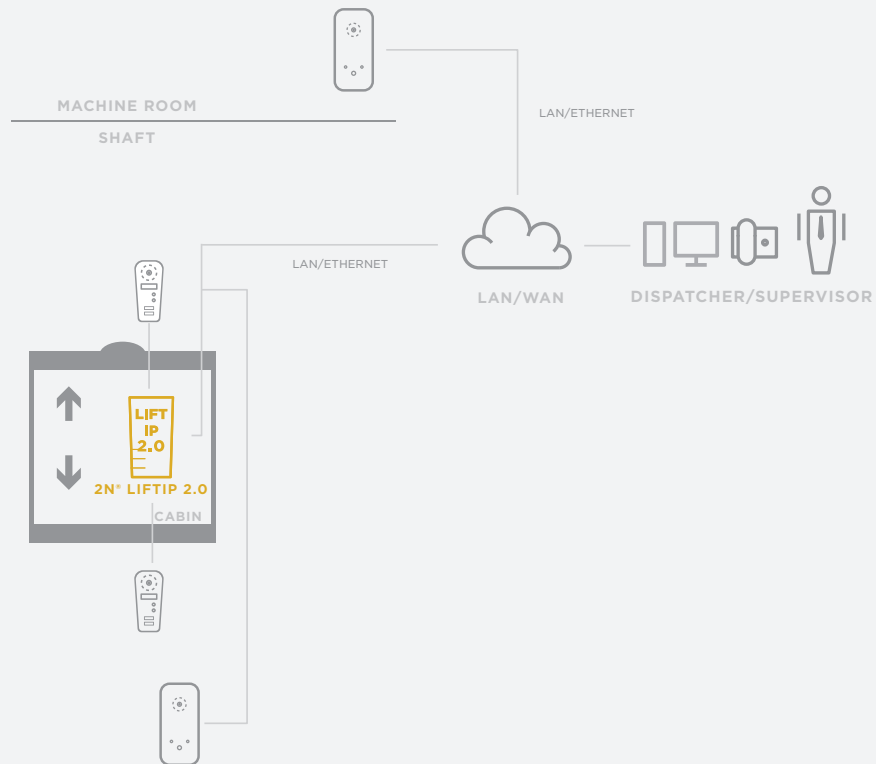 MACHINE ROOM
LAN/ETHERNET
SHAFT
LAN/ETHERNET
LAN/WAN
DISPATCHER/SUPERVISOR
LIFT
IP
2.0
2N® LIFTIP 2.0
CABIN